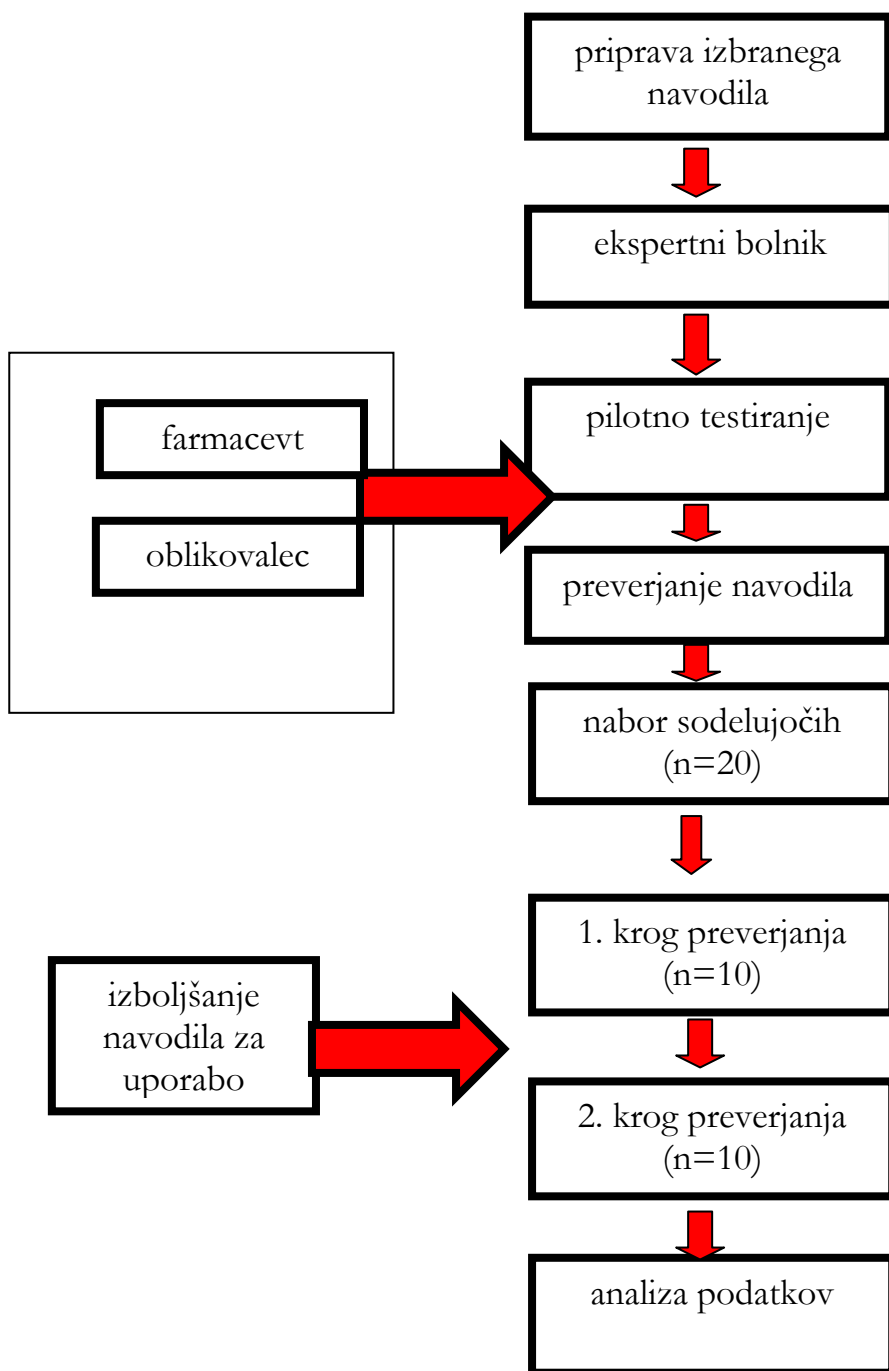 priprava izbranega
navodila
ekspertni bolnik
farmacevt
oblikovalec
pilotno testiranje
preverjanje navodila
nabor sodelujočih
(n=20)
1. krog preverjanja
(n=10)
izboljšanje
navodila za
uporabo
2. krog preverjanja
(n=10)
analiza podatkov